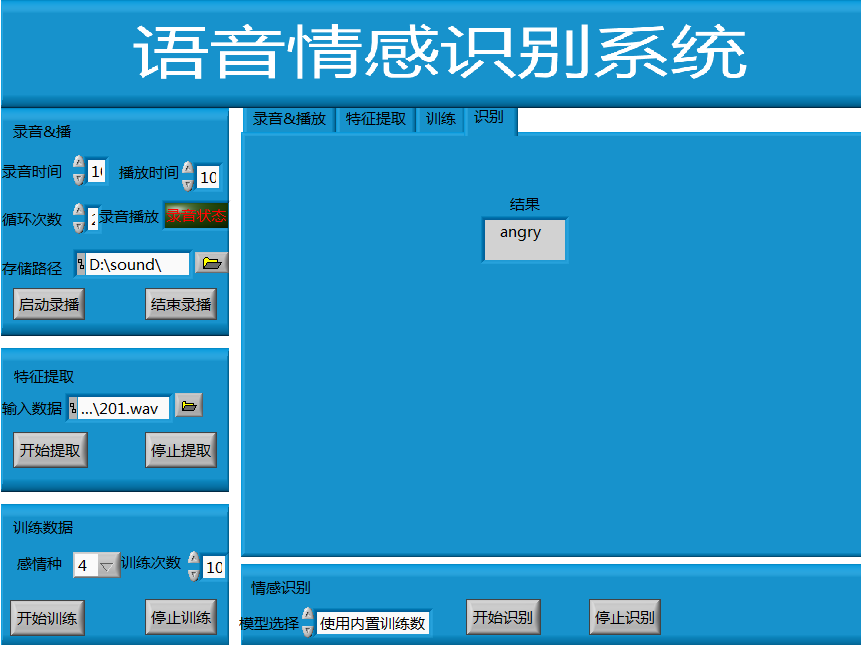 语音情感识别系统
录音&播
录音时间 10 播放时间 10
循环次数 录音播放 录音状态
存储路径 D:\sound\
启动录播 结束录播
特征提取
输入数据 ...\201.wav
开始提取 停止提取
训练数据
感情种 4 训练次数 10
开始训练 停止训练
录音&播放 特征提取 训练 识别
结果
angry
情感识别
模型选择 使用内置训练数 开始识别 停止识别